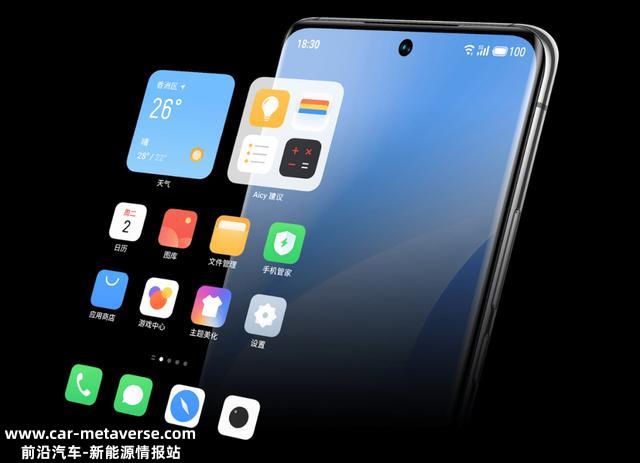 18:30
5G
100
香洲区
26°
晴
28°/22°
天气
Aicy 建议
周二
2
日历
图库
文件管理
手机管家
应用商店
游戏中心
主题美化
设置
www.car-metaverse.com
前沿汽车-新能源情报站